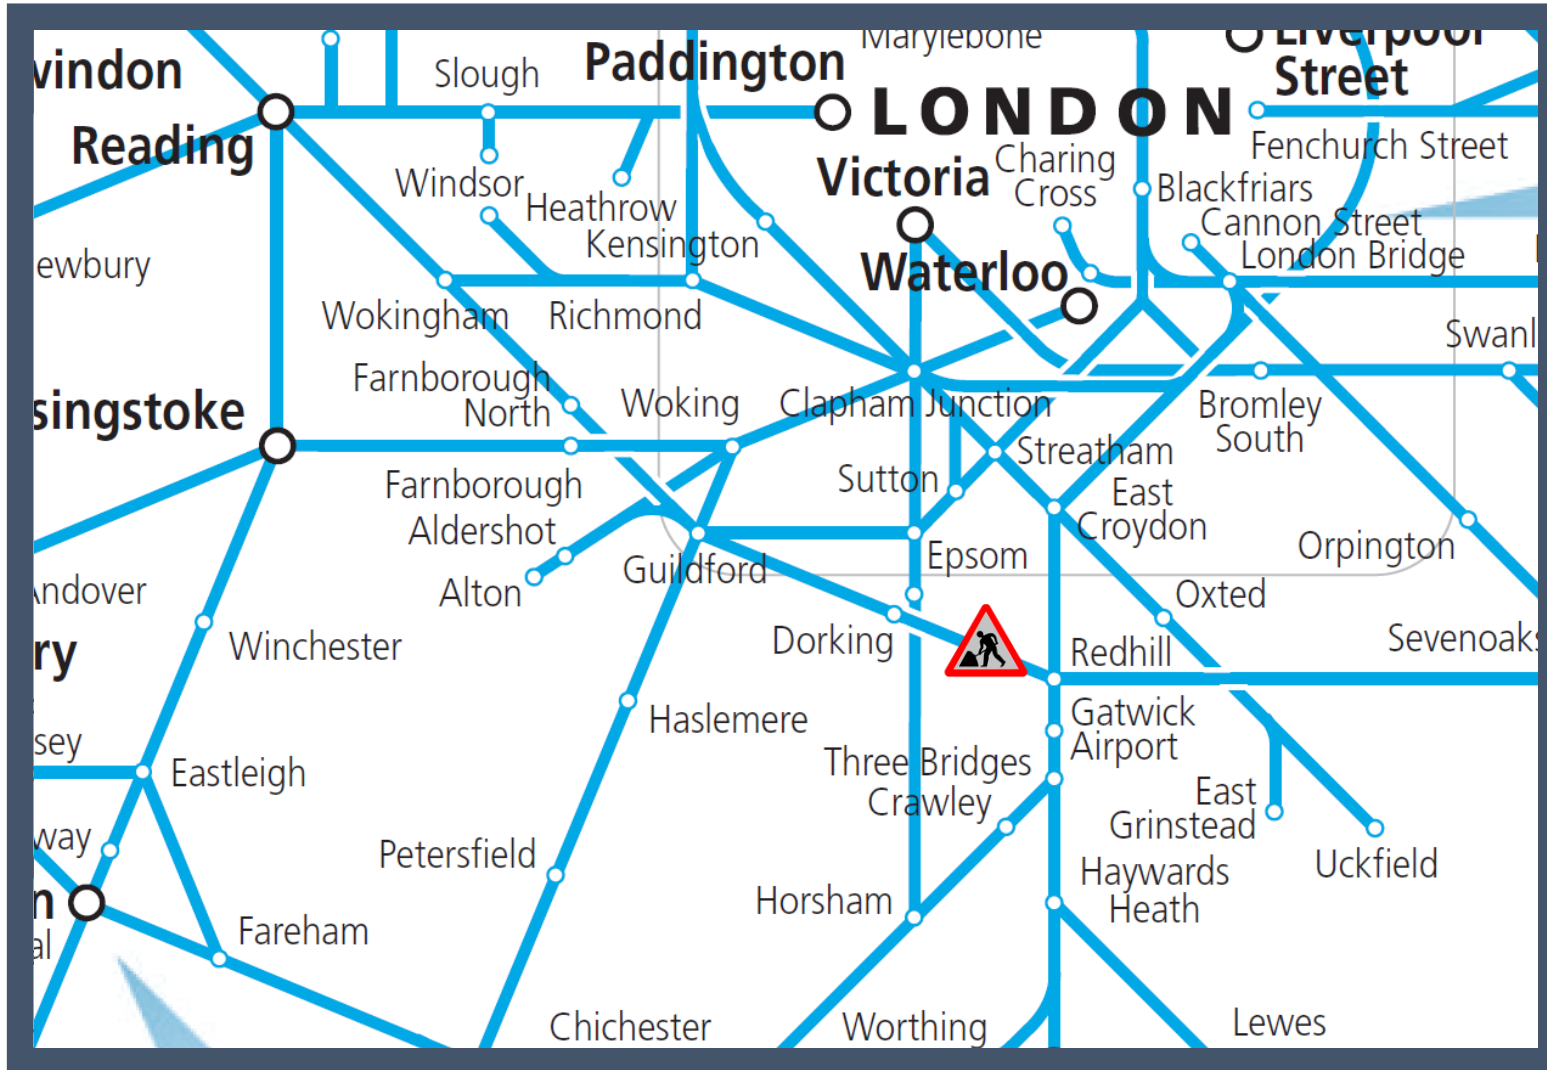 Marylebone
Liverpool
Street
vindon
Slough
Paddington
LONDON
Reading
Fenchurch Street
Charing
Cross
Victoria
Windsor
Blackfriars
Heathrow
Cannon Street
Kensington
London Bridge
ewbury
Waterloo
Wokingham
Richmond
Swanl
Farnborough
North
Woking
Clapham Junction
singstoke
Bromley
South
Streatham
Sutton
Farnborough
East
Croydon
Aldershot
Orpington
Epsom
Guildford
Alton
Andover
Oxted
Dorking
Redhill
Sevenoaks
ry
Winchester
Gatwick
Airport
Haslemere
sey
Three Bridges
Eastleigh
Crawley
East
Grinstead
way
Petersfield
Uckfield
Haywards
Heath
Horsham
n
al
Fareham
Chichester
Worthing
Lewes